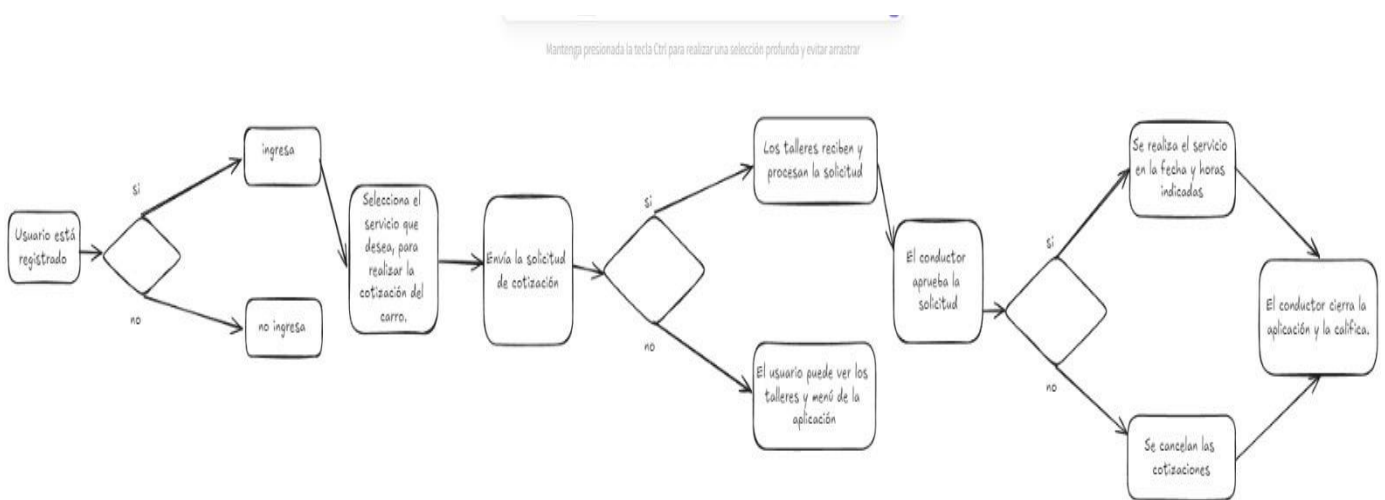 Mantenga presionada la tecla Ctrl para realizar una selección profunda y evitar arrastrar
Usuario está
registrado
si
no
ingresa
no ingresa
Selecciona el
servicio que
desea, para
realizar la
cotización del
carro.
Envía la solicitud
de cotización
si
no
Los talleres reciben y
procesan la solicitud
El usuario puede ver los
talleres y menú de la
aplicación
El conductor
aprueba la
solicitud
si
no
Se realiza el servicio
en la fecha y horas
indicadas
Se cancelan las
cotizaciones
El conductor cierra la
aplicación y la califica.